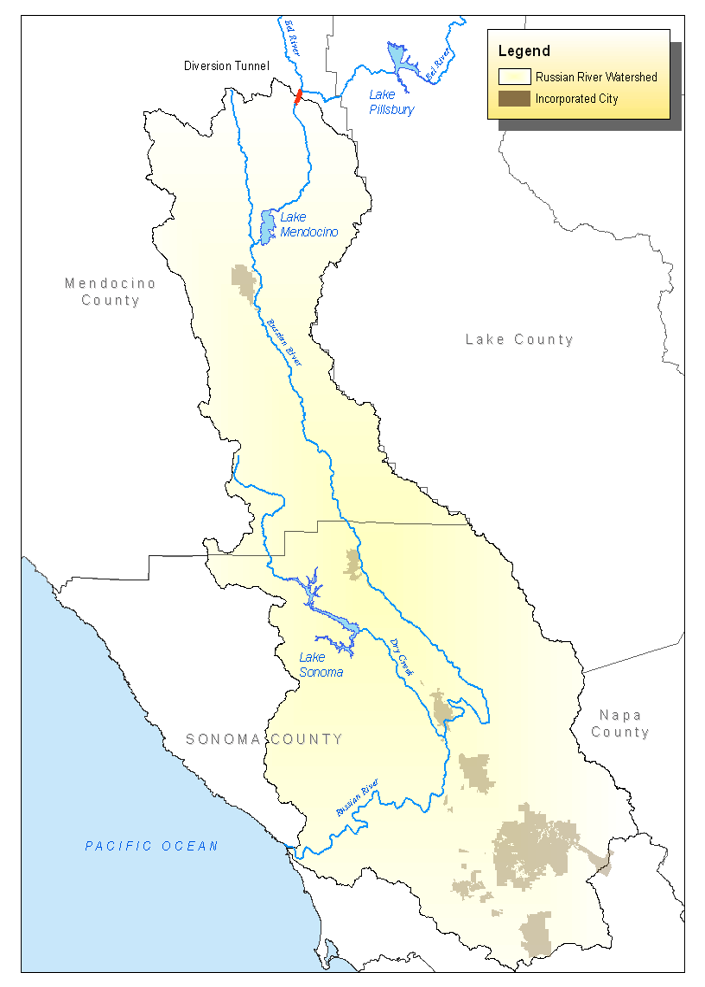 Eel River
Diversion Tunnel
Eel River
Lake
Pillsbury
Legend
Russian River Watershed
Incorporated City
Lake
Mendocino
Mendocino
County
Russian River
Lake County
Lake
Sonoma
Dry Creek
Napa
County
SONOMA COUNTY
Russian River
PACIFIC OCEAN